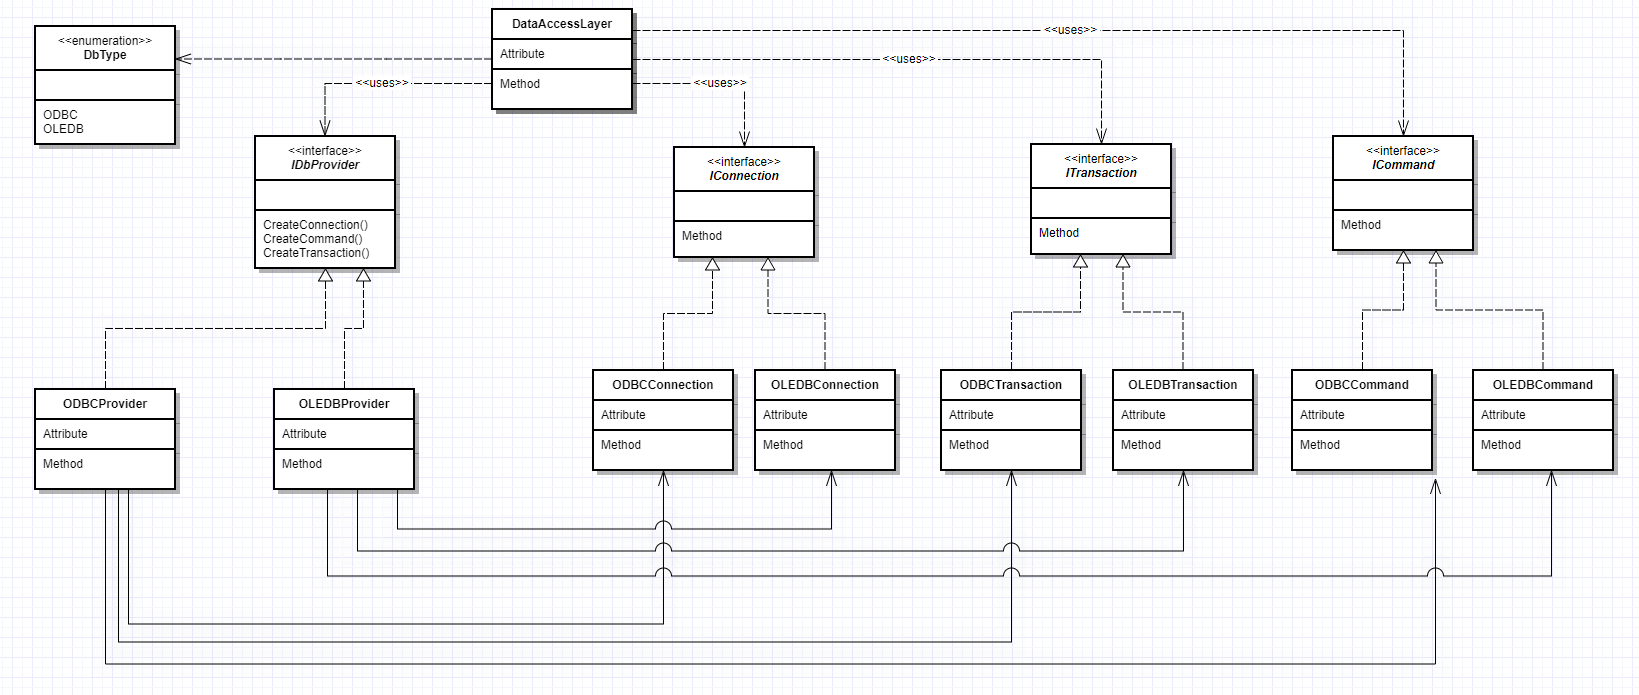 DataAccessLayer
Attribute
Method
<<enumeration>>
DbType
ODBC
OLEDB
<<uses>>
<<uses>>
<<uses>>
<<uses>>
<<interface>>
IDbProvider
CreateConnection()
CreateCommand()
CreateTransaction()
<<interface>>
IConnection
Method
<<interface>>
ITransaction
Method
<<interface>>
ICommand
Method
ODBCProvider
Attribute
Method
OLEDBProvider
Attribute
Method
ODBCConnection
Attribute
Method
OLEDBConnection
Attribute
Method
ODBCTransaction
Attribute
Method
OLEDBTransaction
Attribute
Method
ODBCCommand
Attribute
Method
OLEDBCommand
Attribute
Method